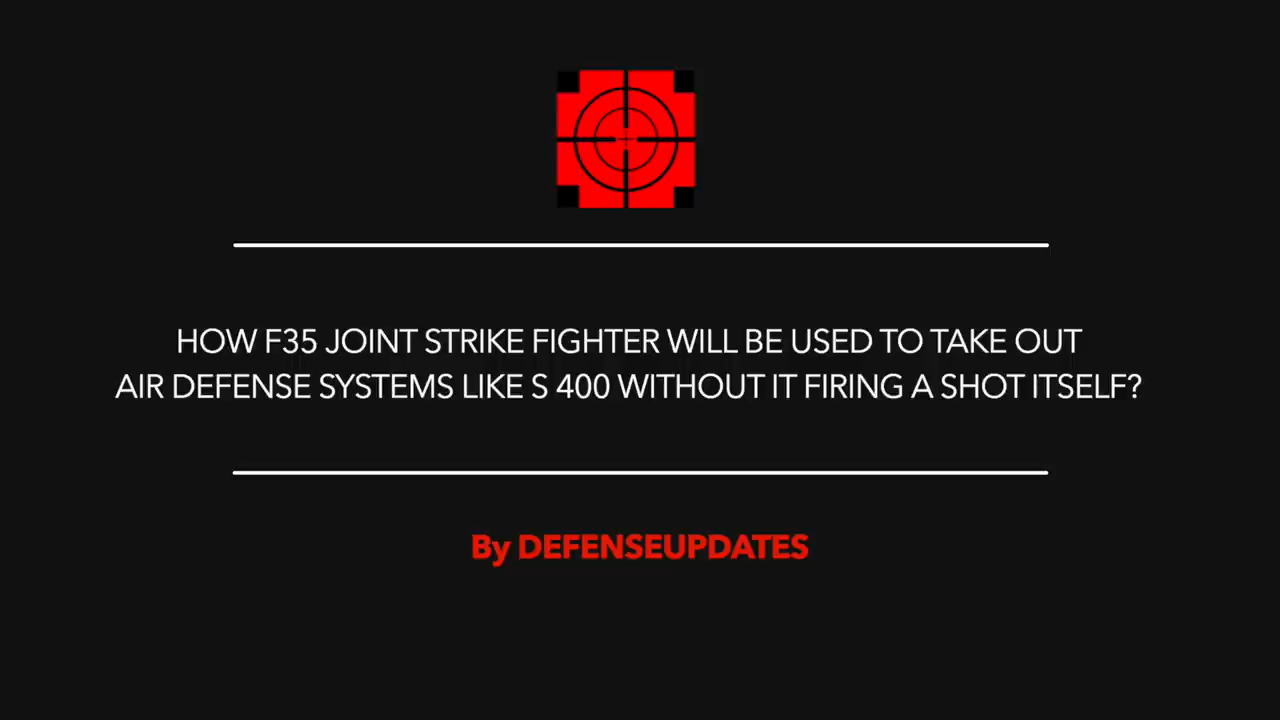 HOW F35 JOINT STRIKE FIGHTER WILL BE USED TO TAKE OUT
AIR DEFENSE SYSTEMS LIKE S 400 WITHOUT IT FIRING A SHOT ITSELF?
By DEFENSEUPDATES